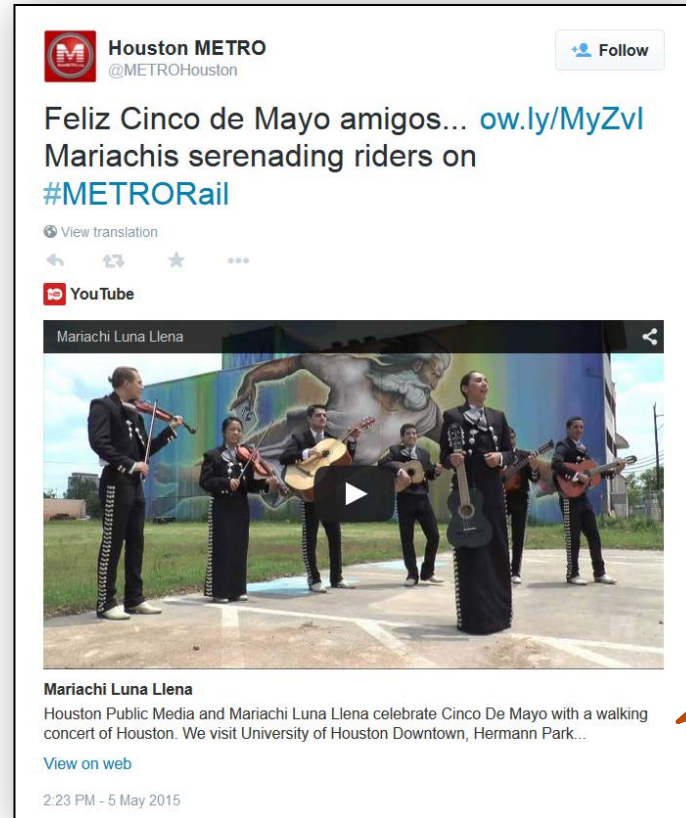 Houston METRO
@METROHouston
Follow
Feliz Cinco de Mayo amigos... ow.ly/MyZvI
Mariachis serenading riders on
#METRORail
View translation
YouTube
Mariachi Luna Llena
Mariachi Luna Llena
Houston Public Media and Mariachi Luna Llena celebrate Cinco De Mayo with a walking
concert of Houston. We visit University of Houston Downtown, Hermann Park...
View on web
2:23 PM - 5 May 2015